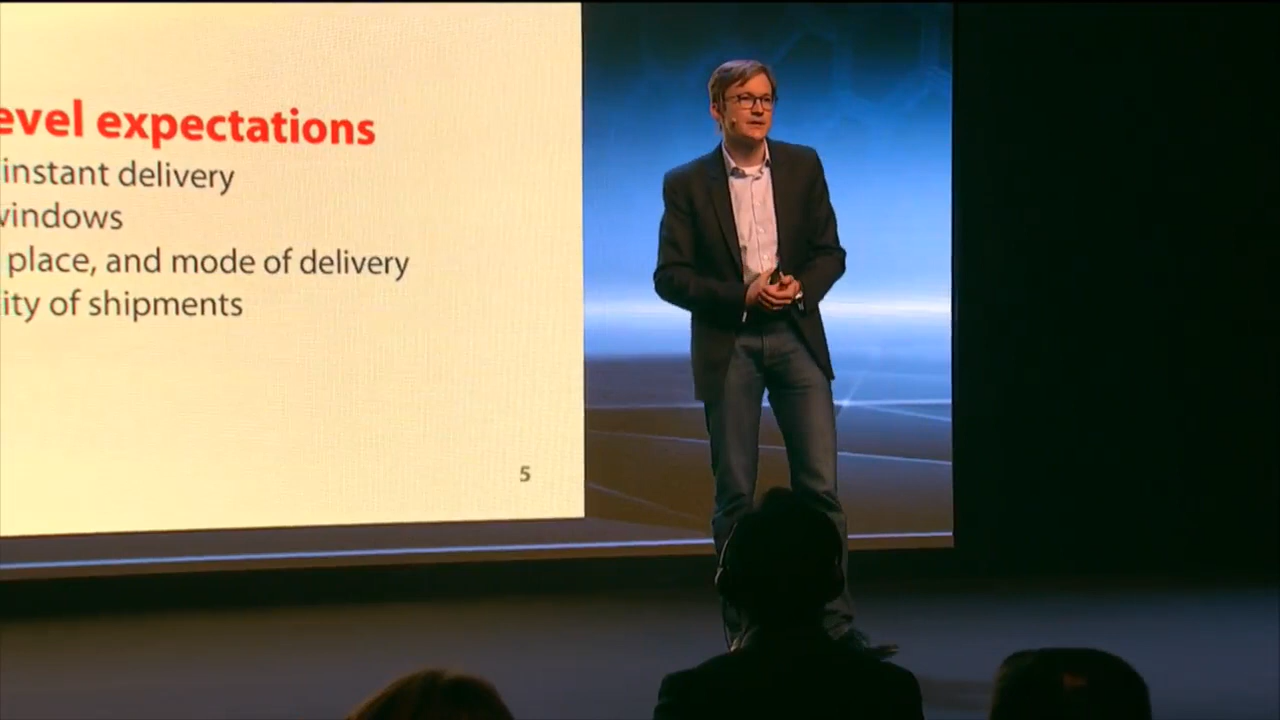 evel expectations
instant delivery
windows
place, and mode of delivery
ity of shipments
5